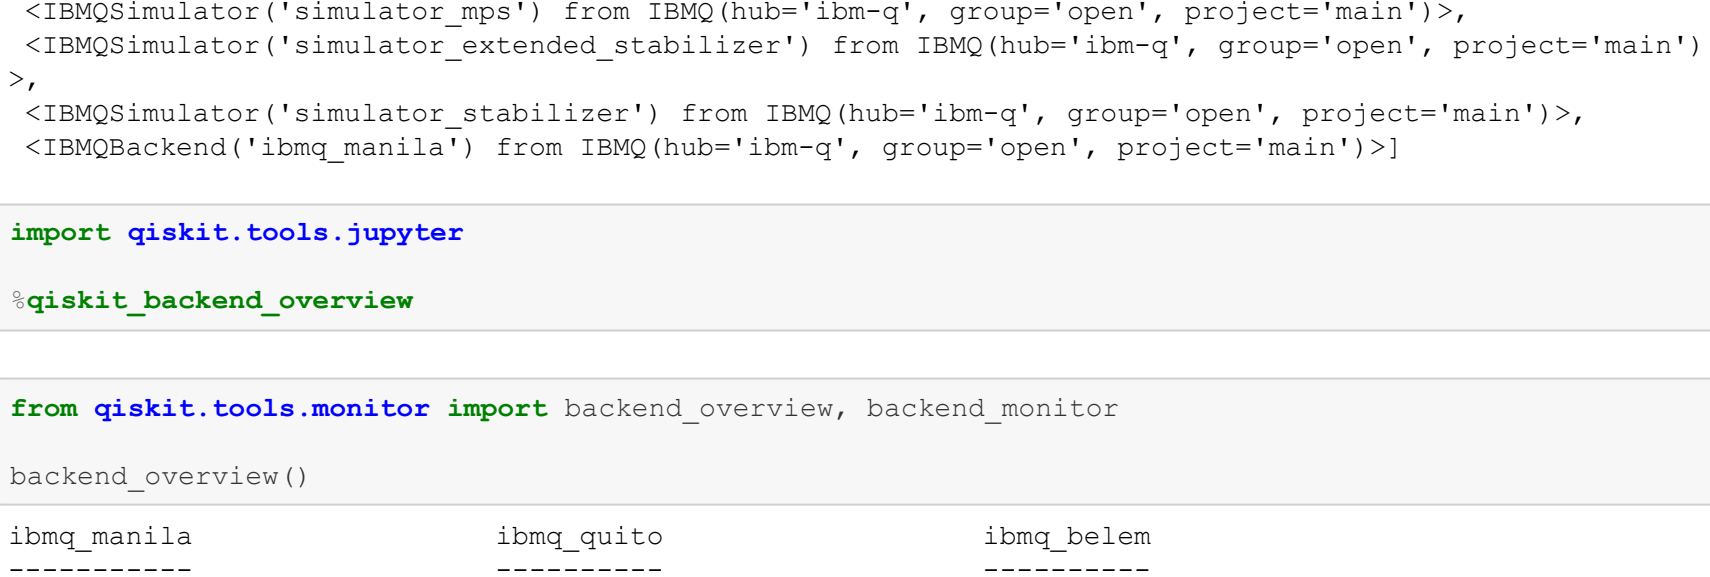 <IBMQSimulator('simulator_mps') from IBMQ(hub='ibm-q', group='open', project='main')>,
<IBMQSimulator('simulator_extended_stabilizer') from IBMQ(hub='ibm-q', group='open', project='main')
>,
<IBMQSimulator('simulator_stabilizer') from IBMQ(hub='ibm-q', group='open', project='main')>,
<IBMQBackend('ibmq_manila') from IBMQ(hub='ibm-q', group='open', project='main')>]
import qiskit.tools.jupyter
%qiskit_backend_overview
from qiskit.tools.monitor import backend_overview, backend_monitor
backend_overview()
ibmq_manila                    ibmq_quito                     ibmq_belem
-----------                    ----------                     ----------